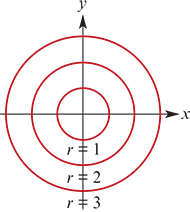 y
x
r = 1
r = 2
r = 3